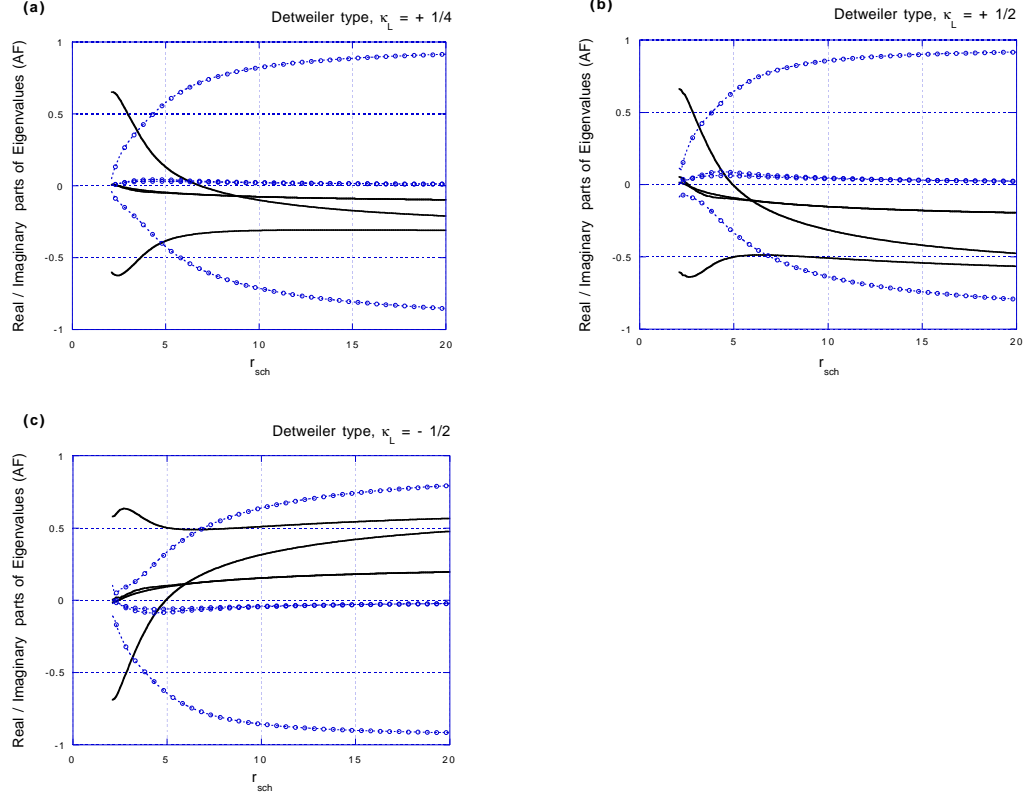 (a)
Detweiler type, κL = + 1/4
Real / Imaginary parts of Eigenvalues (AF)
1
0.5
0
-0.5
-1
0 5 10 15 20
rsch
(b)
Detweiler type, κL = + 1/2
Real / Imaginary parts of Eigenvalues (AF)
1
0.5
0
-0.5
-1
0 5 10 15 20
rsch
(c)
Detweiler type, κL = - 1/2
Real / Imaginary parts of Eigenvalues (AF)
1
0.5
0
-0.5
-1
0 5 10 15 20
rsch